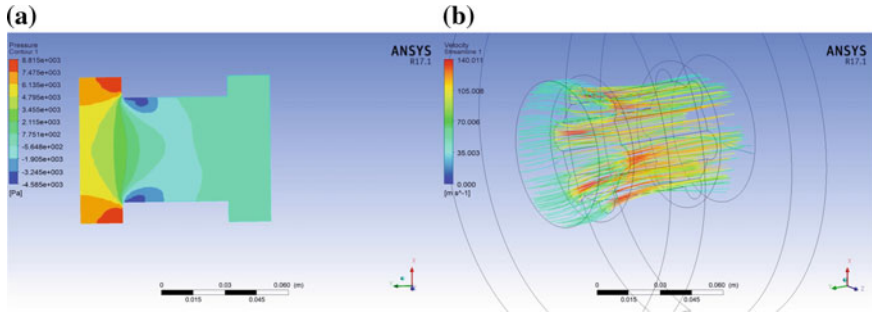 (a)
Pressure
Contour 1
8.815e+003
7.475e+003
6.135e+003
4.795e+003
3.455e+003
2.115e+003
7.751e+002
-5.648e+002
-1.905e+003
-3.245e+003
-4.585e+003
[Pa]
ANSYS
R17.1
0 0.03 0.060 (m)
0.015 0.045
(b)
Velocity
Streamline 1
140.011
105.008
70.006
35.003
0.000
[m s^-1]
ANSYS
R17.1
0 0.03 0.060 (m)
0.015 0.045